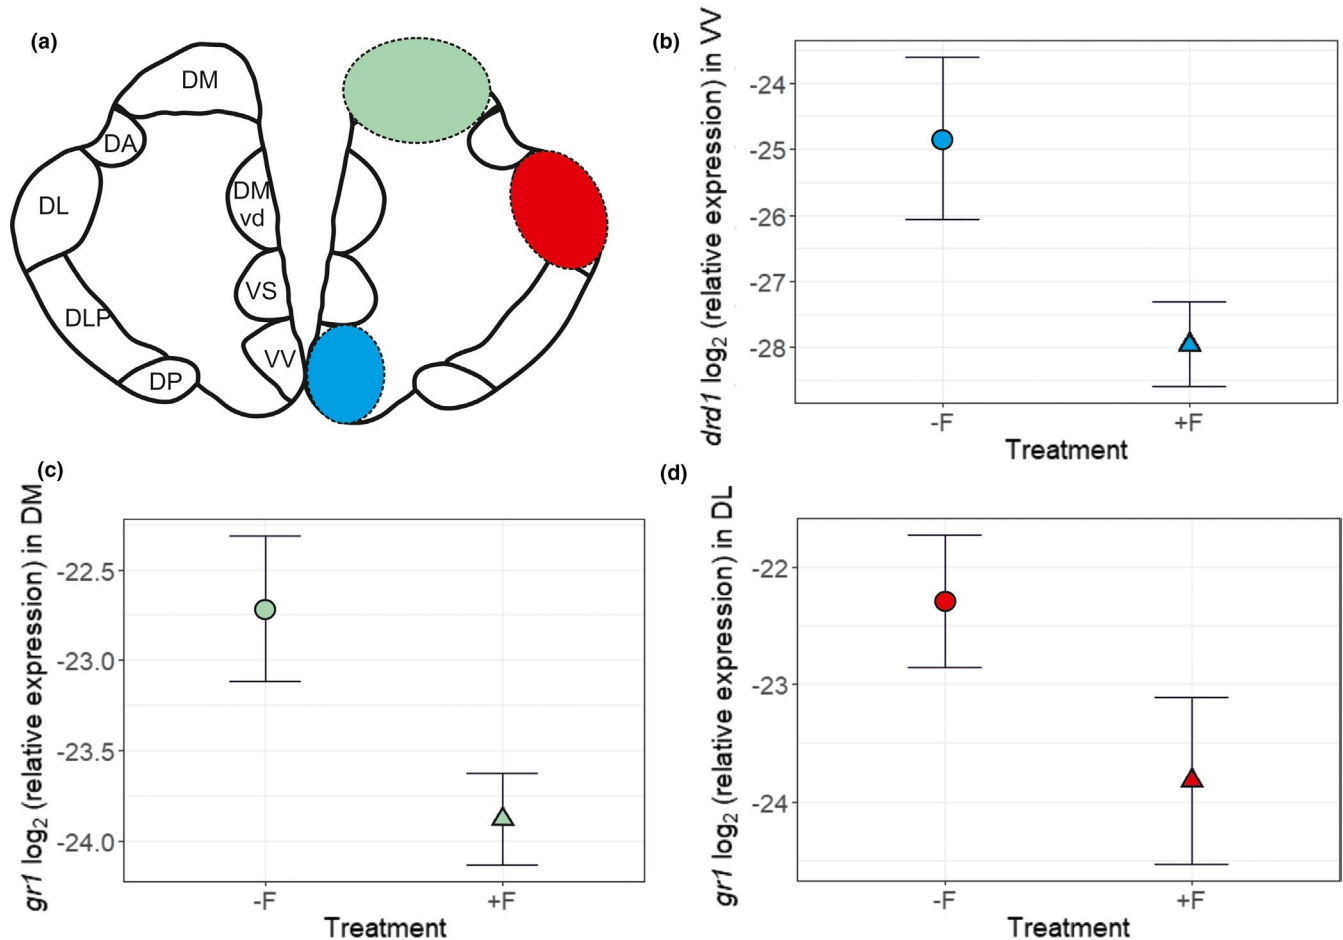 (a)
DM
DA
DL
DM
vd
VS
DLP
VV
DP
(b)
drd1 log2 (relative expression) in VV
-24
-25
-26
-27
-28
-F
+F
Treatment
(c)
gr1 log2 (relative expression) in DM
-22.5
-23.0
-23.5
-24.0
-F
+F
Treatment
(d)
gr1 log2 (relative expression) in DL
-22
-23
-24
-F
+F
Treatment